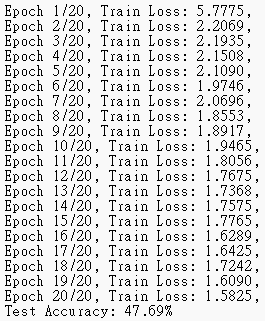 Epoch 1/20, Train Loss: 5.7775,
Epoch 2/20, Train Loss: 2.2069,
Epoch 3/20, Train Loss: 2.1935,
Epoch 4/20, Train Loss: 2.1508,
Epoch 5/20, Train Loss: 2.1090,
Epoch 6/20, Train Loss: 1.9746,
Epoch 7/20, Train Loss: 2.0696,
Epoch 8/20, Train Loss: 1.8553,
Epoch 9/20, Train Loss: 1.8917,
Epoch 10/20, Train Loss: 1.9465,
Epoch 11/20, Train Loss: 1.8056,
Epoch 12/20, Train Loss: 1.7675,
Epoch 13/20, Train Loss: 1.7368,
Epoch 14/20, Train Loss: 1.7575,
Epoch 15/20, Train Loss: 1.7765,
Epoch 16/20, Train Loss: 1.6289,
Epoch 17/20, Train Loss: 1.6425,
Epoch 18/20, Train Loss: 1.7242,
Epoch 19/20, Train Loss: 1.6090,
Epoch 20/20, Train Loss: 1.5825,
Test Accuracy: 47.69%